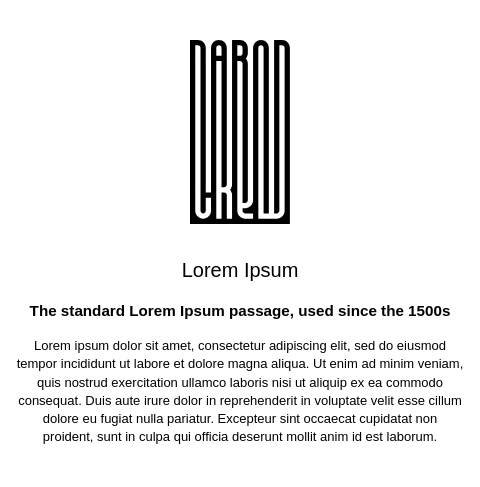 Lorem Ipsum
The standard Lorem Ipsum passage, used since the 1500s
Lorem ipsum dolor sit amet, consectetur adipiscing elit, sed do eiusmod
tempor incididunt ut labore et dolore magna aliqua. Ut enim ad minim veniam,
quis nostrud exercitation ullamco laboris nisi ut aliquip ex ea commodo
consequat. Duis aute irure dolor in reprehenderit in voluptate velit esse cillum
dolore eu fugiat nulla pariatur. Excepteur sint occaecat cupidatat non
proident, sunt in culpa qui officia deserunt mollit anim id est laborum.